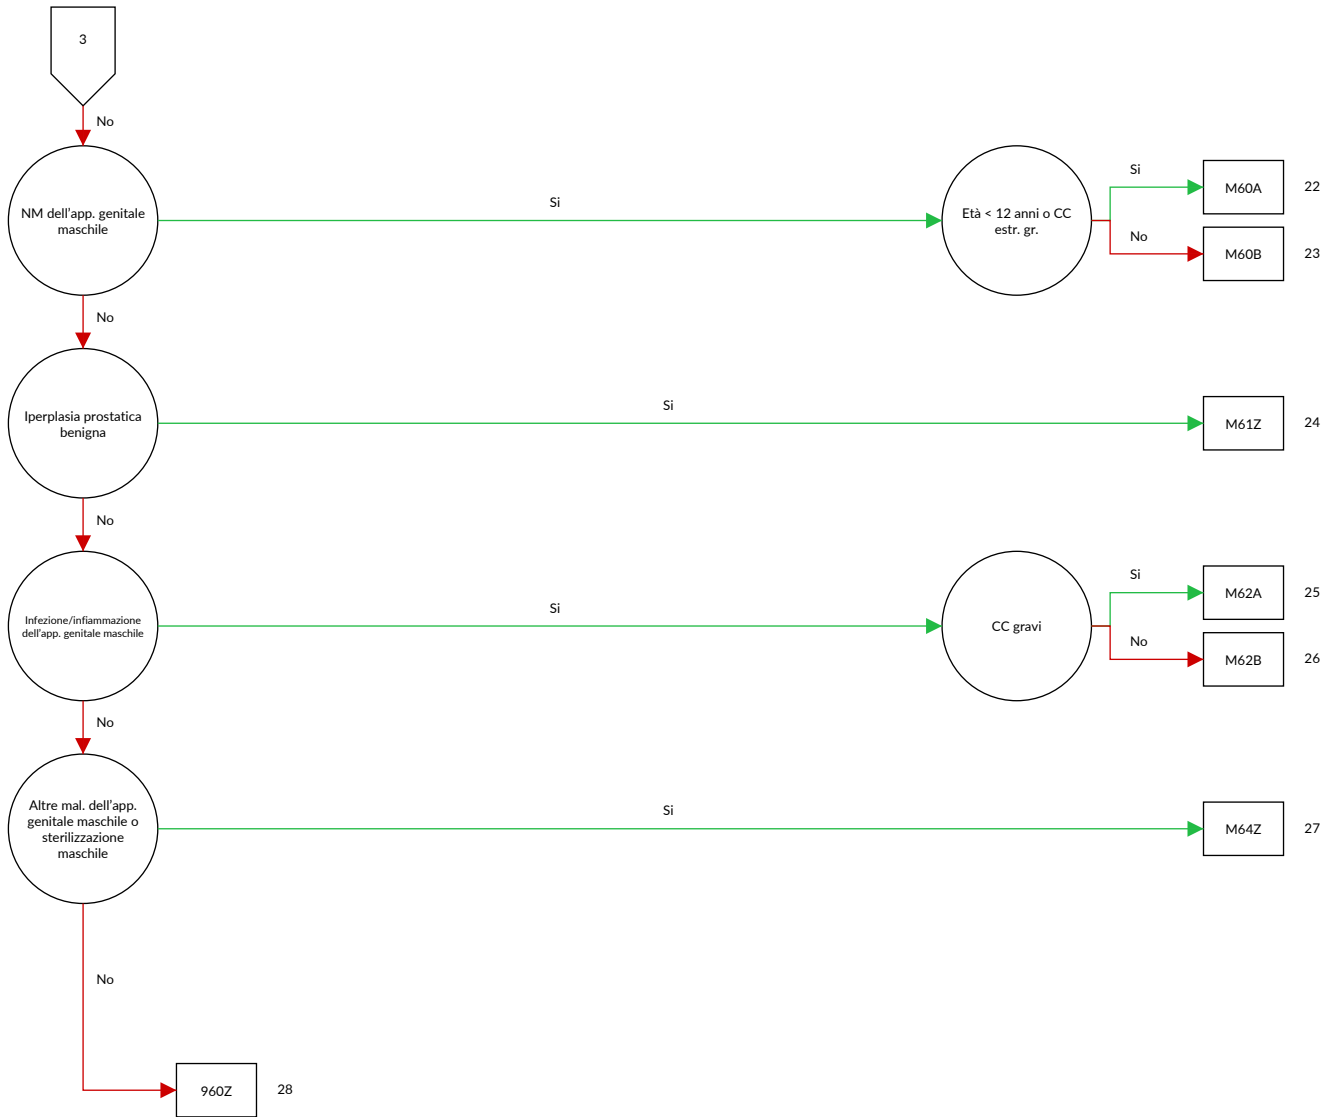 3
No
NM dell'app. genitale
maschile
Si
Età < 12 anni o CC
estr. gr.
Si
M60A
22
No
M60B
23
No
Iperplasia prostatica
benigna
Si
M61Z
24
No
Infezione/infiammazione
dell'app. genitale maschile
Si
CC gravi
Si
M62A
25
No
M62B
26
No
Altre mal. dell'app.
genitale maschile o
sterilizzazione
maschile
Si
M64Z
27
No
960Z
28